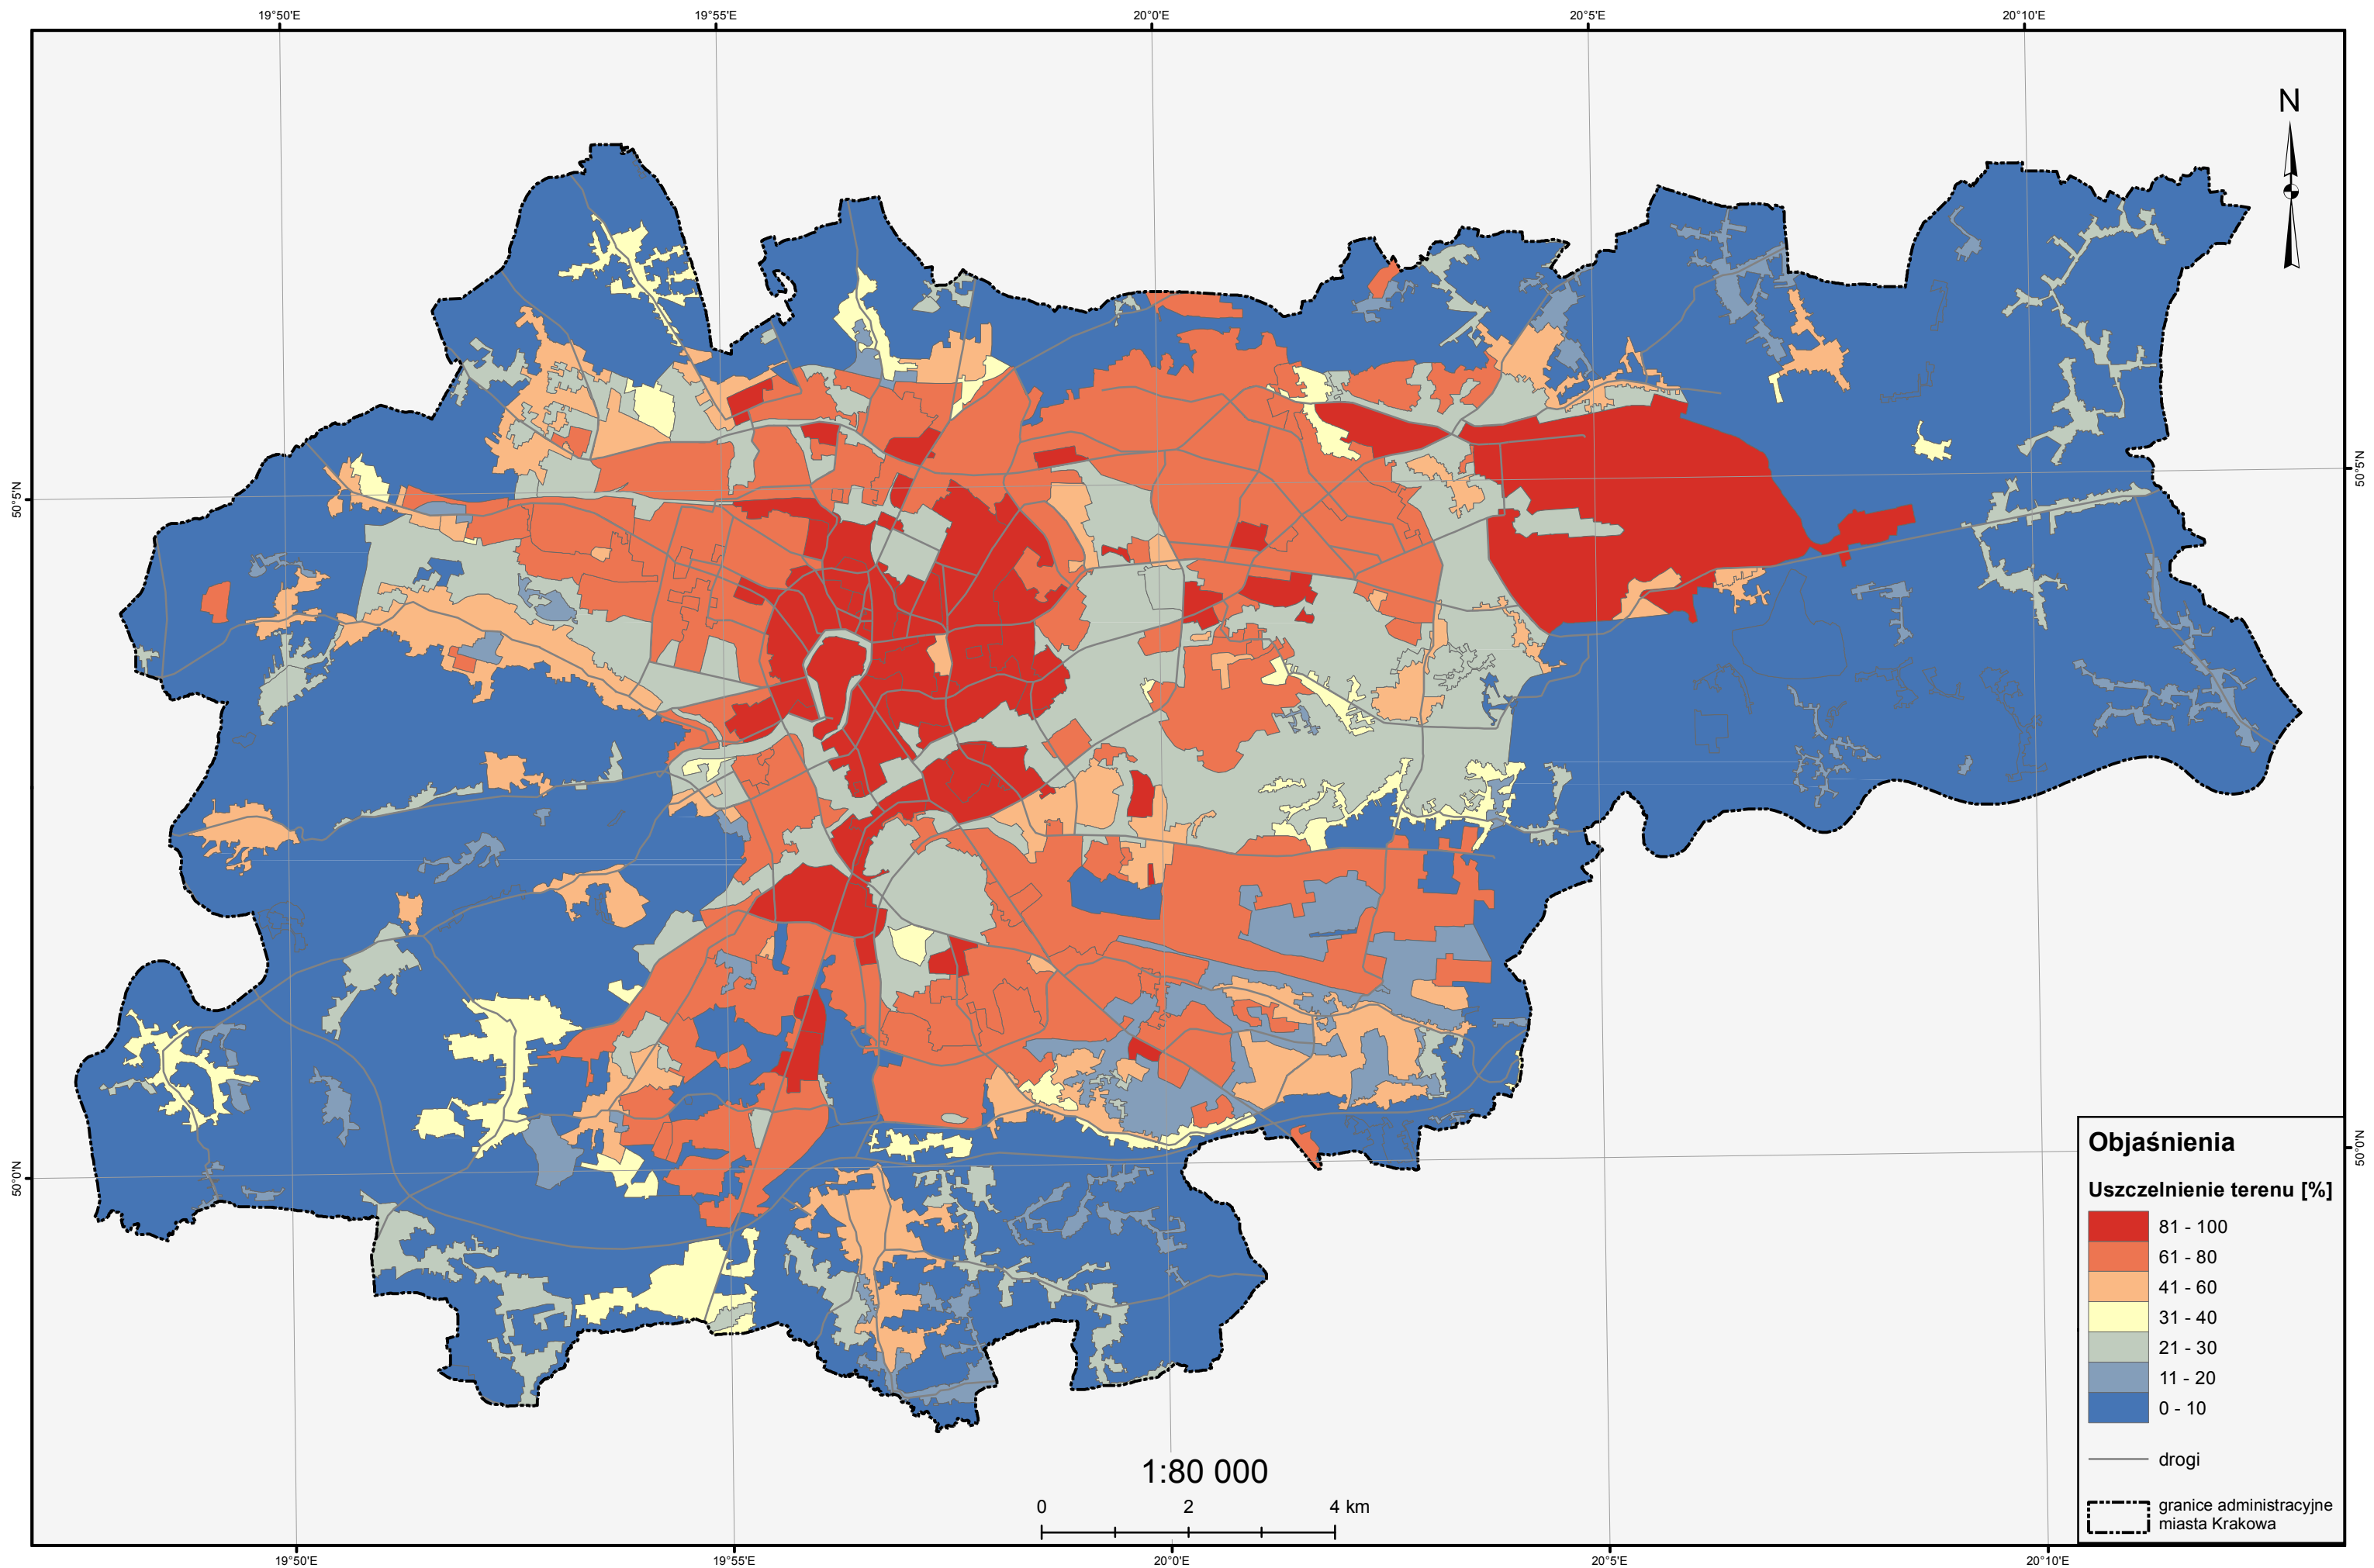 19°50'E
19°55'E
20°0'E
20°5'E
20°10'E
N
50°5'N
50°5'N
50°0'N
50°0'N
Objaśnienia
Uszczelnienie terenu [%]
81 - 100
61 - 80
41 - 60
31 - 40
21 - 30
11 - 20
0 - 10
drogi
granice administracyjne
miasta Krakowa
1:80 000
0 2 4 km
19°50'E
19°55'E
20°0'E
20°5'E
20°10'E